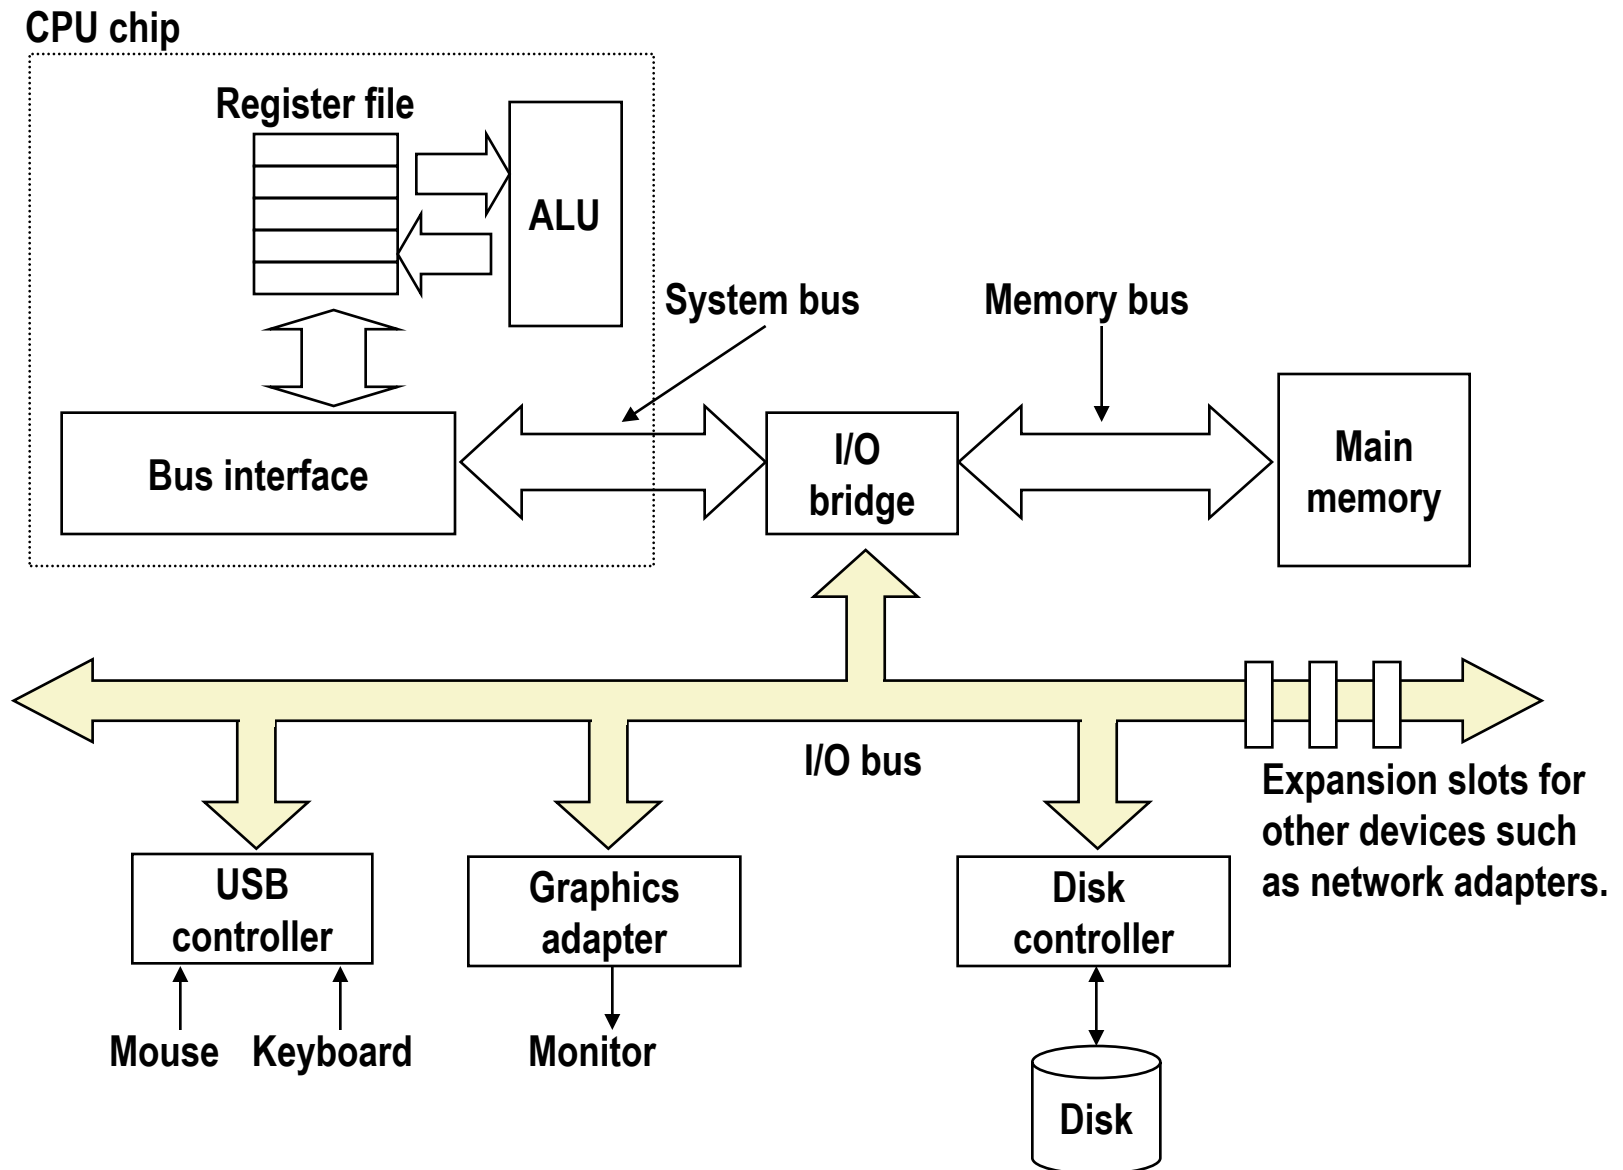 CPU chip
Register file
ALU
System bus
Memory bus
Bus interface
I/O
bridge
Main
memory
I/O bus
Expansion slots for
other devices such
as network adapters.
USB
controller
Graphics
adapter
Disk
controller
Mouse
Keyboard
Monitor
Disk